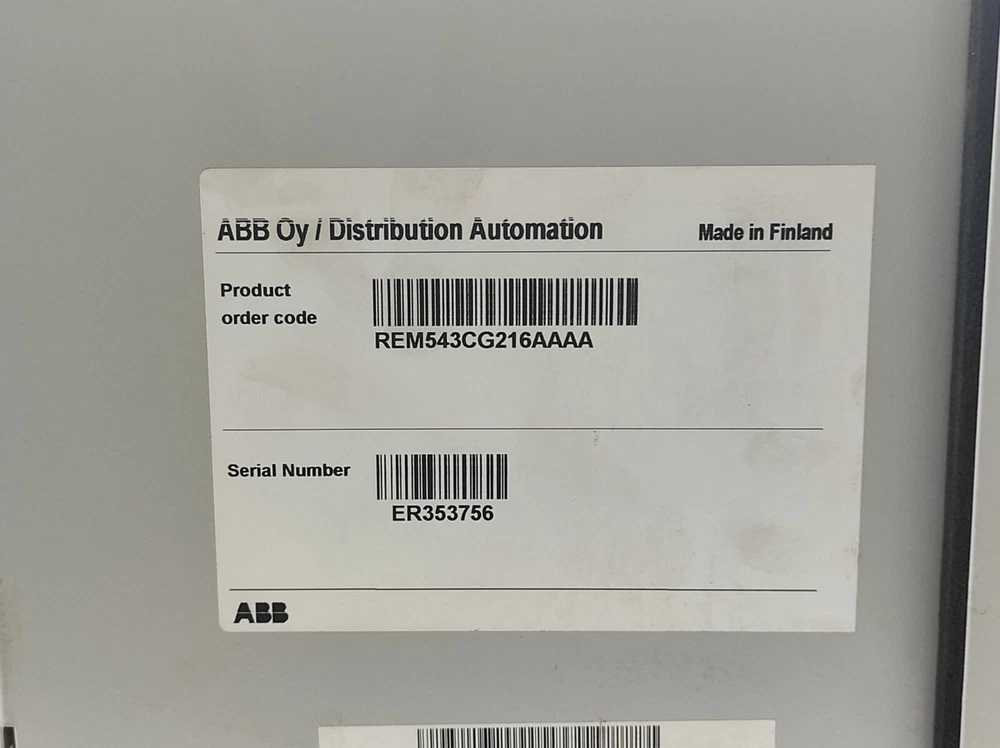 ABB Oy / Distribution Automation
Made in Finland
Product
order code
REM543CG216AAAA
Serial Number
ER353756
ABB